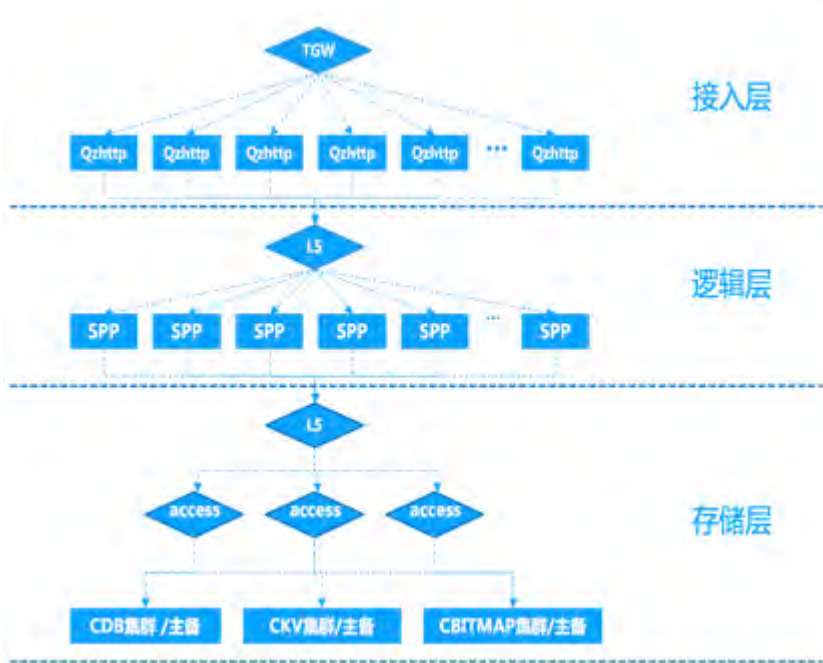 TGW
接入层
Qzhttp Qzhttp Qzhttp Qzhttp Qzhttp ... Qzhttp
L5
逻辑层
SPP SPP SPP SPP SPP ... SPP
L5
access access access
存储层
CDB集群 /主备 CKV集群/主备 CBITMAP集群/主备